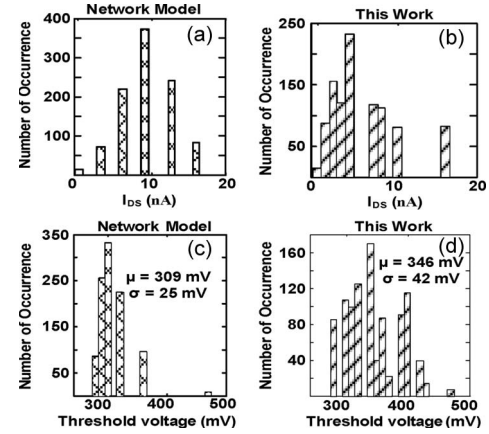 Network Model
(a)
Number of Occurrence
400
300
200
100
0
10
20
I_DS (nA)
This Work
(b)
Number of Occurrence
250
150
50
0
10
20
I_DS (nA)
Network Model
(c)
μ = 309 mV
σ = 25 mV
Number of Occurrence
350
250
150
50
300
400
500
Threshold voltage (mV)
This Work
(d)
μ = 346 mV
σ = 42 mV
Number of Occurrence
160
120
80
40
300
400
500
Threshold voltage (mV)